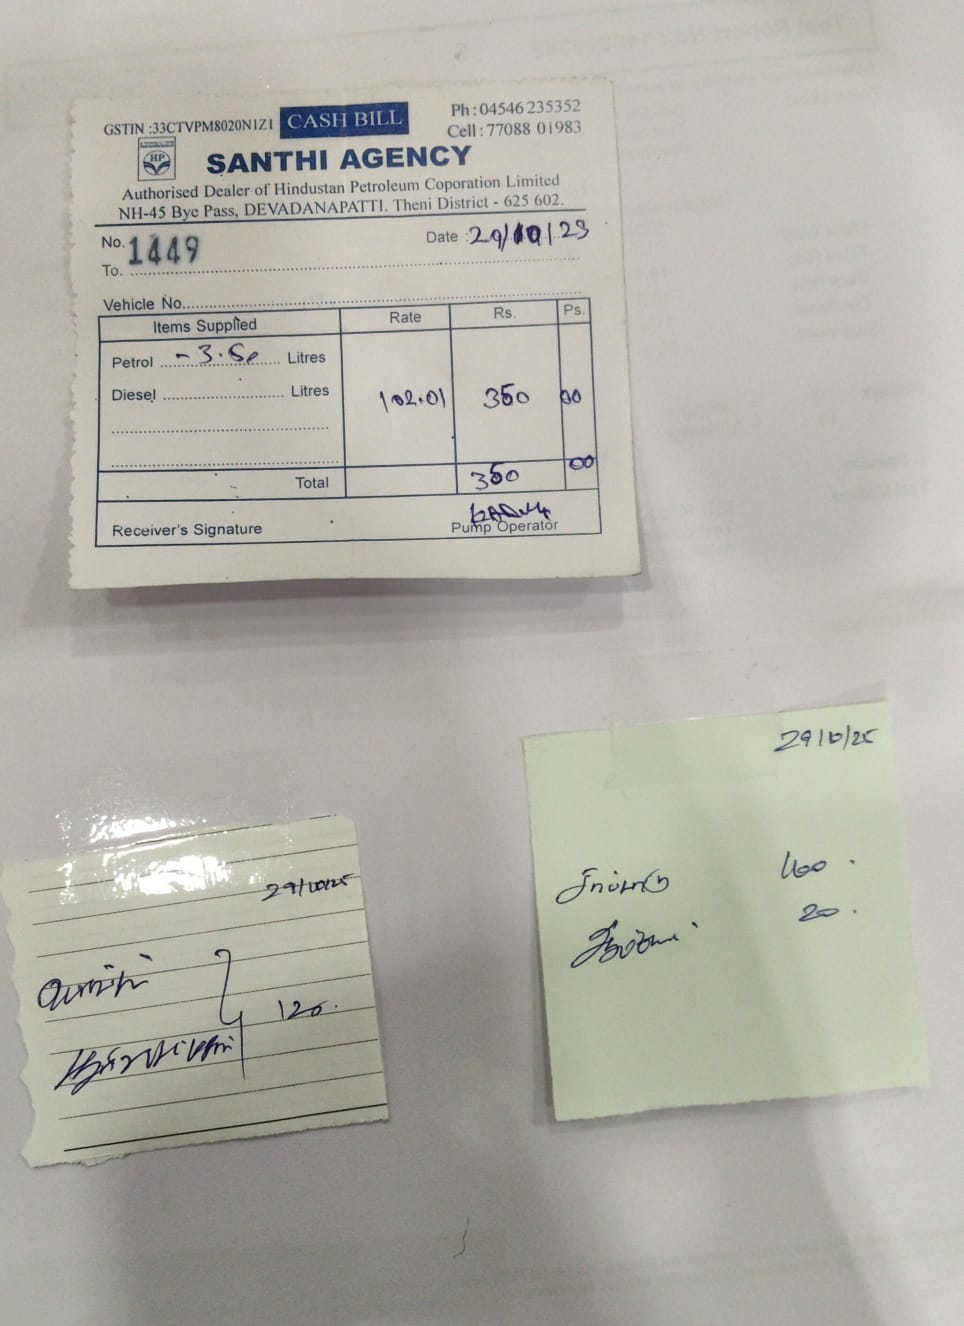 GSTIN :33CTVPM8020N1Z1 CASH BILL Ph : 04546 235352
Cell : 77088 01983
HP
SANTHI AGENCY
Authorised Dealer of Hindustan Petroleum Coporation Limited
NH-45 Bye Pass, DEVADANAPATTI. Theni District - 625 602.
No. 1449 Date : 29/10/25
To.
Vehicle No.
Items Supplied Rate Rs. Ps.
Petrol - 3.50 Litres
Diesel Litres 102.01 350 00
Total 350 00
Receiver's Signature Pump Operator
29/10/25
சாப்பாடு 160.
20.
29/10/25
120.